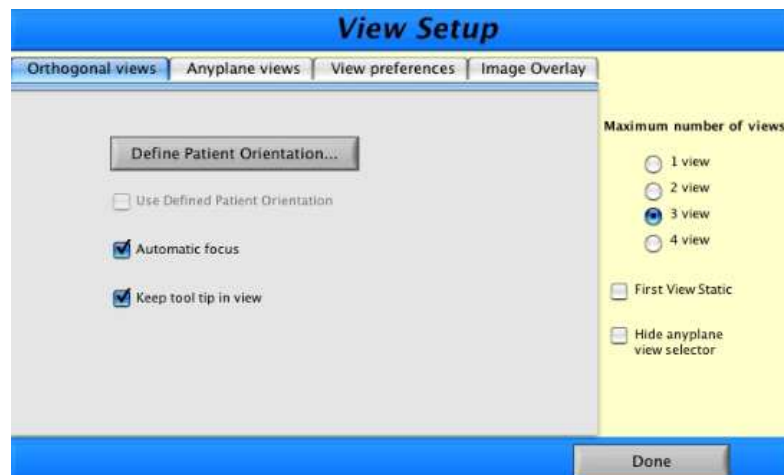 View Setup
Orthogonal views
Anyplane views
View preferences
Image Overlay
Define Patient Orientation...
Use Defined Patient Orientation
Automatic focus
Keep tool tip in view
Maximum number of views
1 view
2 view
3 view
4 view
First View Static
Hide anyplane
view selector
Done